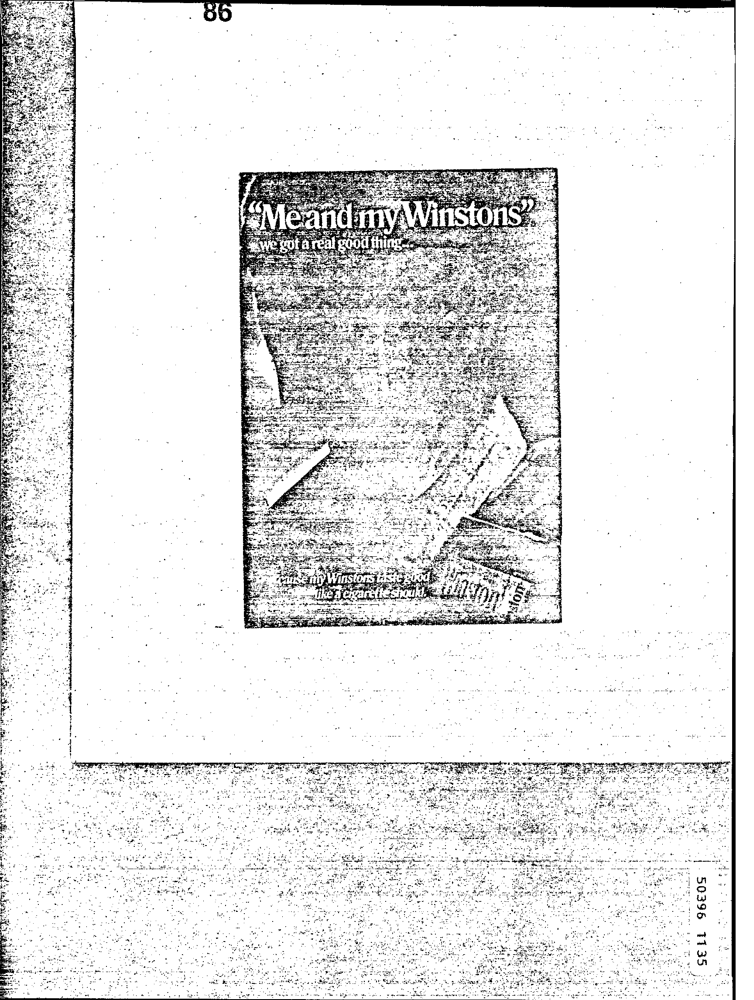 86
“Me and my Winstons”
we got a real good thing...
cause my Winstons taste good
like a cigarette should.
Winston
50396 1135